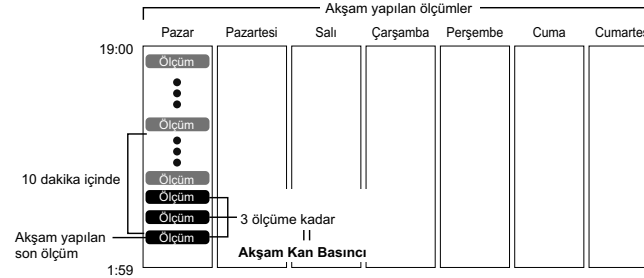 Akşam yapılan ölçümler
Pazar Pazartesi Salı Çarşamba Perşembe Cuma Cumartes
19:00
Ölçüm
Ölçüm
10 dakika içinde
Ölçüm
Ölçüm
Ölçüm
3 ölçüme kadar
Akşam yapılan
son ölçüm
Ölçüm
Akşam Kan Basıncı
1:59